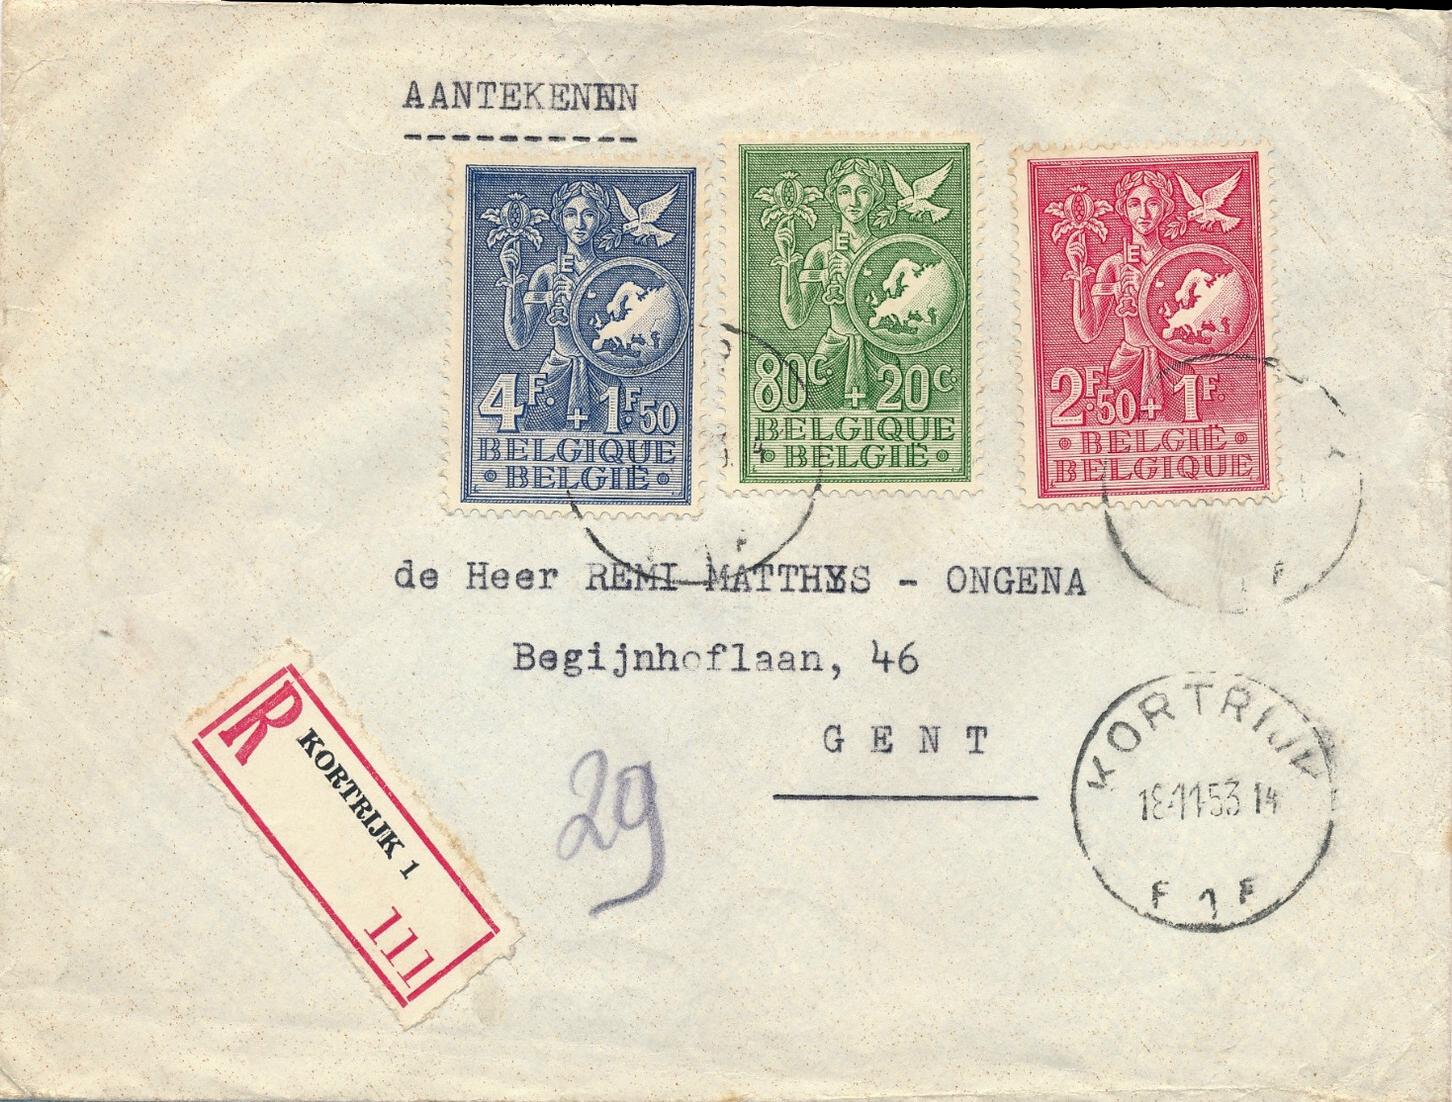 AANTEKENEN
E
4F. + 1F.50
BELGIQUE
BELGIË
E
80C. + 20C.
BELGIQUE
BELGIË
E
2F.50 + 1F.
BELGIË
BELGIQUE
de Heer REMI MATTHYS - ONGENA
Begijnhoflaan, 46
GENT
R
KORTRIJK 1
111
29
KORTRIJK
18-11-53 14
F 1 F